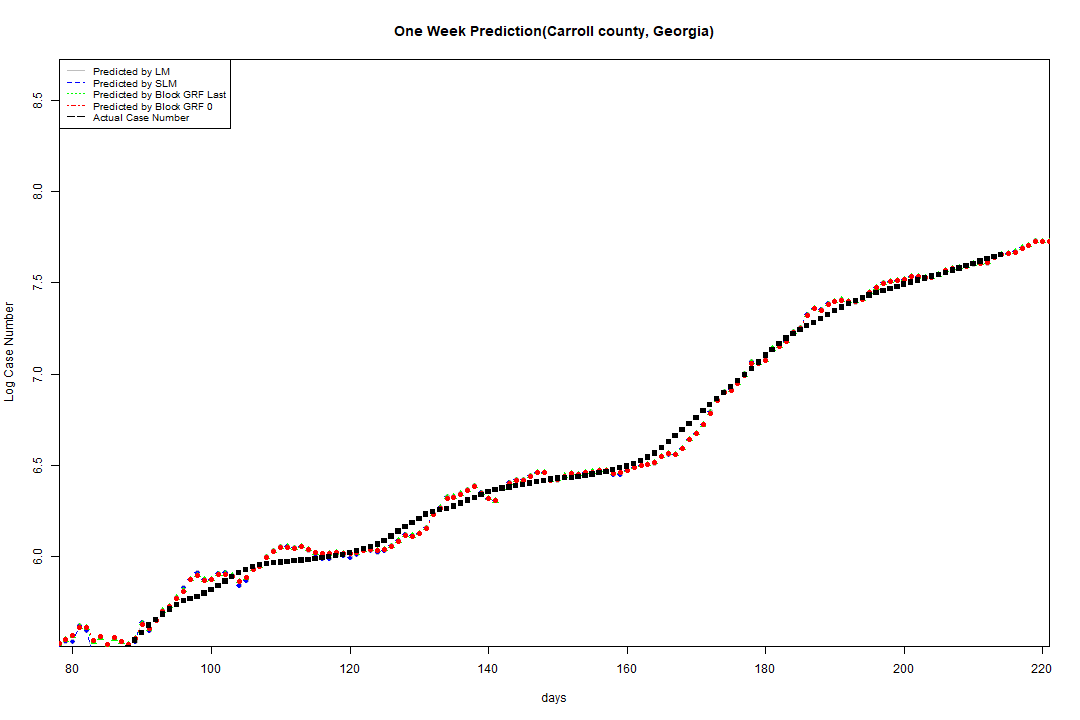 One Week Prediction(Carroll county, Georgia)
Predicted by LM
Predicted by SLM
Predicted by Block GRF Last
Predicted by Block GRF 0
Actual Case Number
8.5
8.0
7.5
7.0
6.5
6.0
Log Case Number
80 100 120 140 160 180 200 220
days